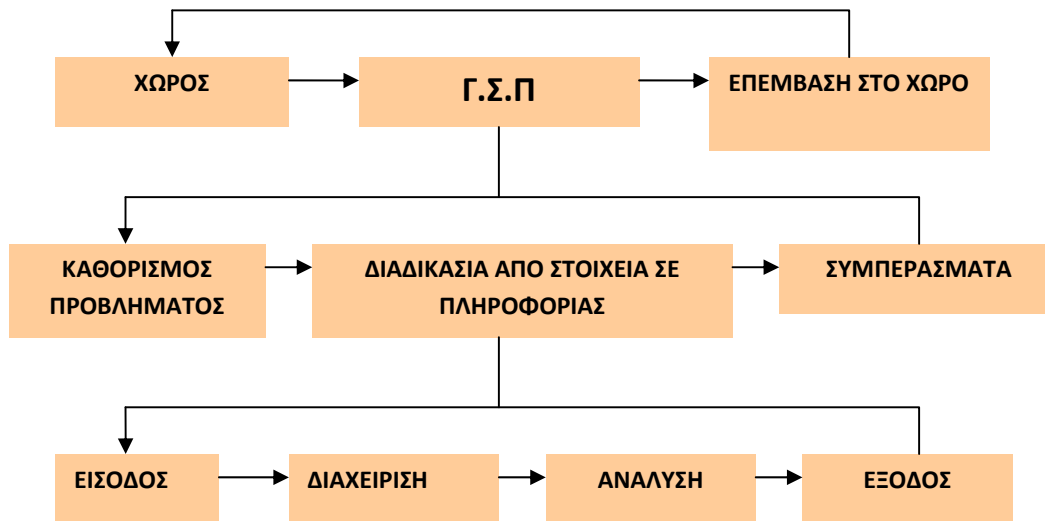 ΧΩΡΟΣ
Γ.Σ.Π
ΕΠΕΜΒΑΣΗ ΣΤΟ ΧΩΡΟ
ΚΑΘΟΡΙΣΜΟΣ
ΠΡΟΒΛΗΜΑΤΟΣ
ΔΙΑΔΙΚΑΣΙΑ ΑΠΟ ΣΤΟΙΧΕΙΑ ΣΕ
ΠΛΗΡΟΦΟΡΙΑΣ
ΣΥΜΠΕΡΑΣΜΑΤΑ
ΕΙΣΟΔΟΣ
ΔΙΑΧΕΙΡΙΣΗ
ΑΝΑΛΥΣΗ
ΕΞΟΔΟΣ